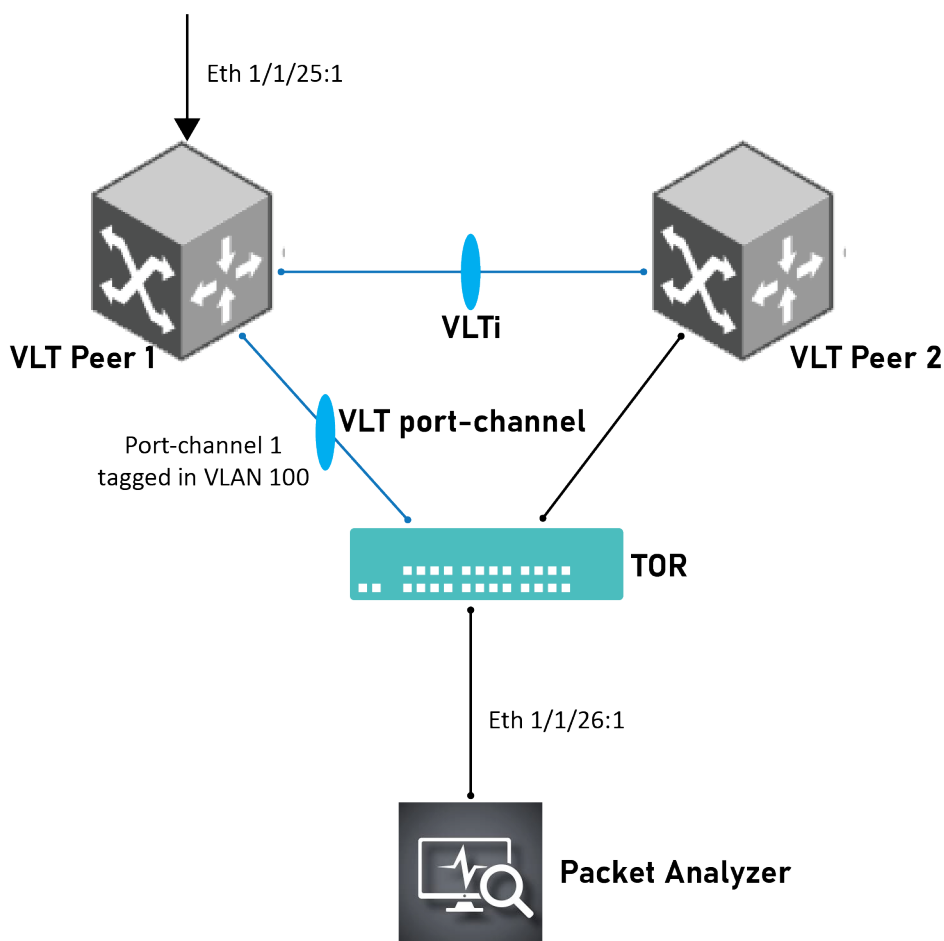 Eth 1/1/25:1
VLTi
VLT Peer 1
VLT Peer 2
VLT port-channel
Port-channel 1
tagged in VLAN 100
TOR
Eth 1/1/26:1
Packet Analyzer